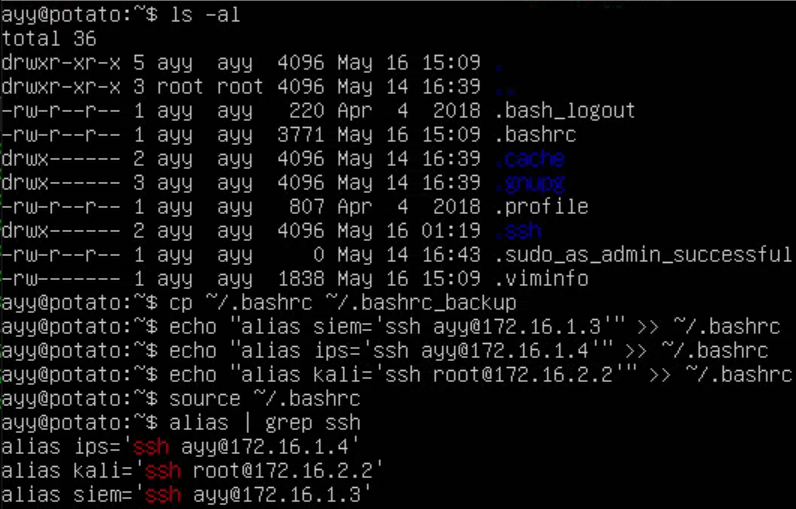 ayy@potato:~$ ls -al
total 36
drwxr-xr-x 5 ayy  ayy  4096 May 16 15:09 .
drwxr-xr-x 3 root root 4096 May 14 16:39 ..
-rw-r--r-- 1 ayy  ayy   220 Apr  4  2018 .bash_logout
-rw-r--r-- 1 ayy  ayy  3771 May 16 15:09 .bashrc
drwx------ 2 ayy  ayy  4096 May 14 16:39 .cache
drwx------ 3 ayy  ayy  4096 May 14 16:39 .gnupg
-rw-r--r-- 1 ayy  ayy   807 Apr  4  2018 .profile
drwx------ 2 ayy  ayy  4096 May 16 01:19 .ssh
-rw-r--r-- 1 ayy  ayy     0 May 14 16:43 .sudo_as_admin_successful
-rw------- 1 ayy  ayy  1838 May 16 15:09 .viminfo
ayy@potato:~$ cp ~/.bashrc ~/.bashrc_backup
ayy@potato:~$ echo "alias siem='ssh ayy@172.16.1.3'" >> ~/.bashrc
ayy@potato:~$ echo "alias ips='ssh ayy@172.16.1.4'" >> ~/.bashrc
ayy@potato:~$ echo "alias kali='ssh root@172.16.2.2'" >> ~/.bashrc
ayy@potato:~$ source ~/.bashrc
ayy@potato:~$ alias | grep ssh
alias ips='ssh ayy@172.16.1.4'
alias kali='ssh root@172.16.2.2'
alias siem='ssh ayy@172.16.1.3'